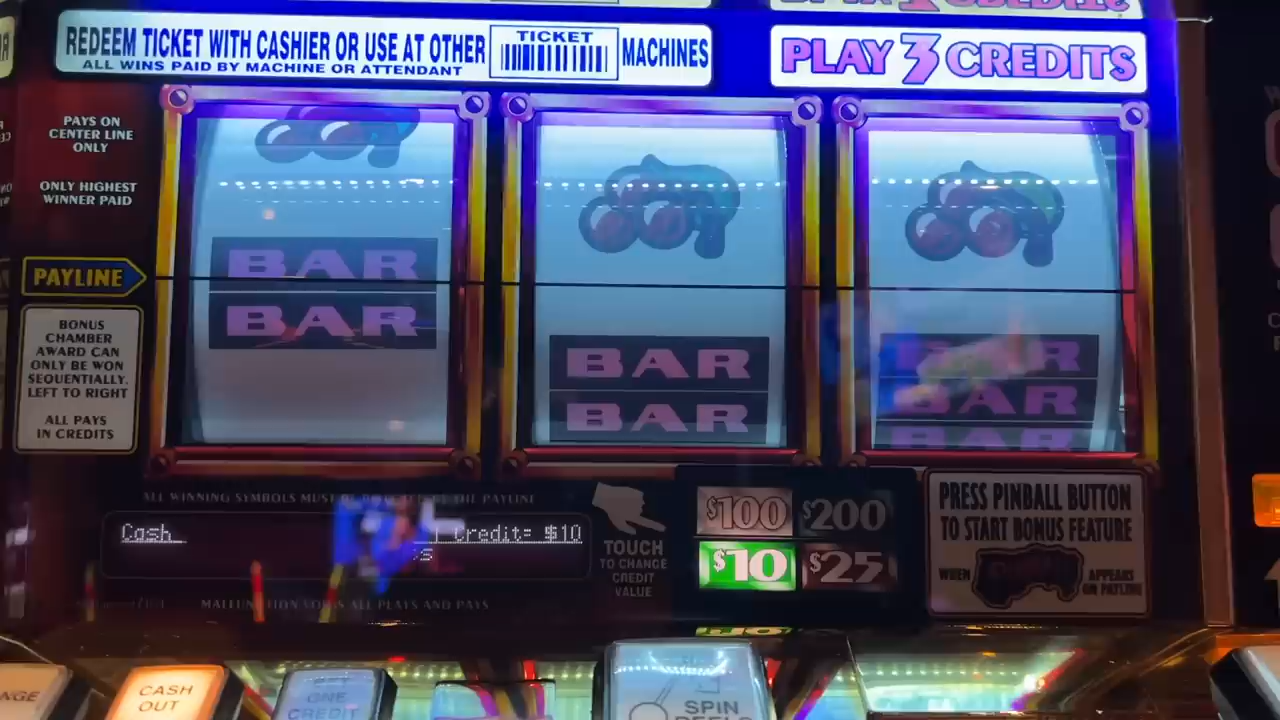 REDEEM TICKET WITH CASHIER OR USE AT OTHER
ALL WINS PAID BY MACHINE OR ATTENDANT
TICKET
MACHINES
PLAY 3 CREDITS
PAYS ON
CENTER LINE
ONLY
ONLY HIGHEST
WINNER PAID
PAYLINE
BONUS
CHAMBER
AWARD CAN
ONLY BE WON
SEQUENTIALLY,
LEFT TO RIGHT
ALL PAYS
IN CREDITS
BAR
BAR
BAR
BAR
BAR
BAR
BAR
ALL WINNING SYMBOLS MUST BE THE PAYLINE
Cash
Credit= $10
MALFUNCTION VOIDS ALL PLAYS AND PAYS
TOUCH
TO CHANGE
CREDIT
VALUE
$100 $200
$10 $25
PRESS PINBALL BUTTON
TO START BONUS FEATURE
WHEN
APPEARS
ON PAYLINE
CASH
OUT
ONE
CREDIT
SPIN
REELS